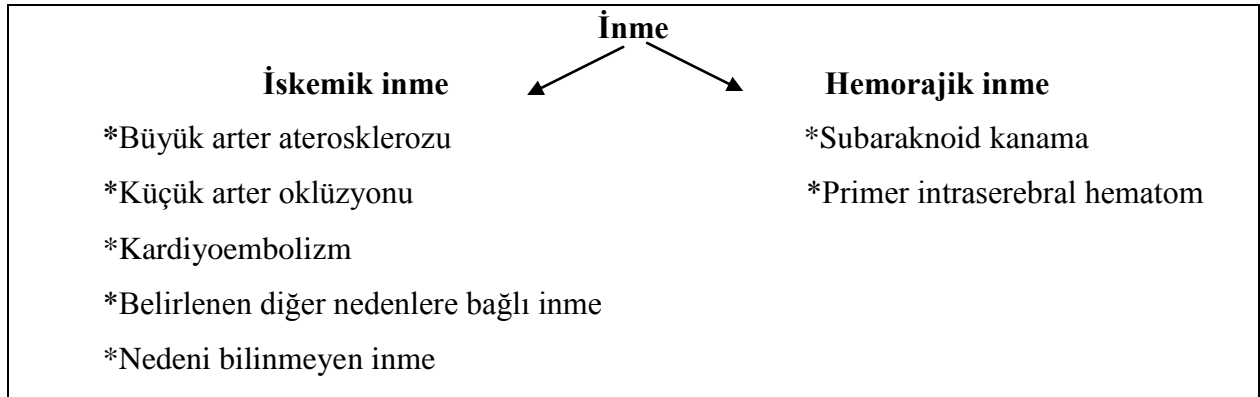 İnme
İskemik inme Hemorajik inme
*Büyük arter aterosklerozu *Subaraknoid kanama
*Küçük arter oklüzyonu *Primer intraserebral hematom
*Kardiyoembolizm
*Belirlenen diğer nedenlere bağlı inme
*Nedeni bilinmeyen inme